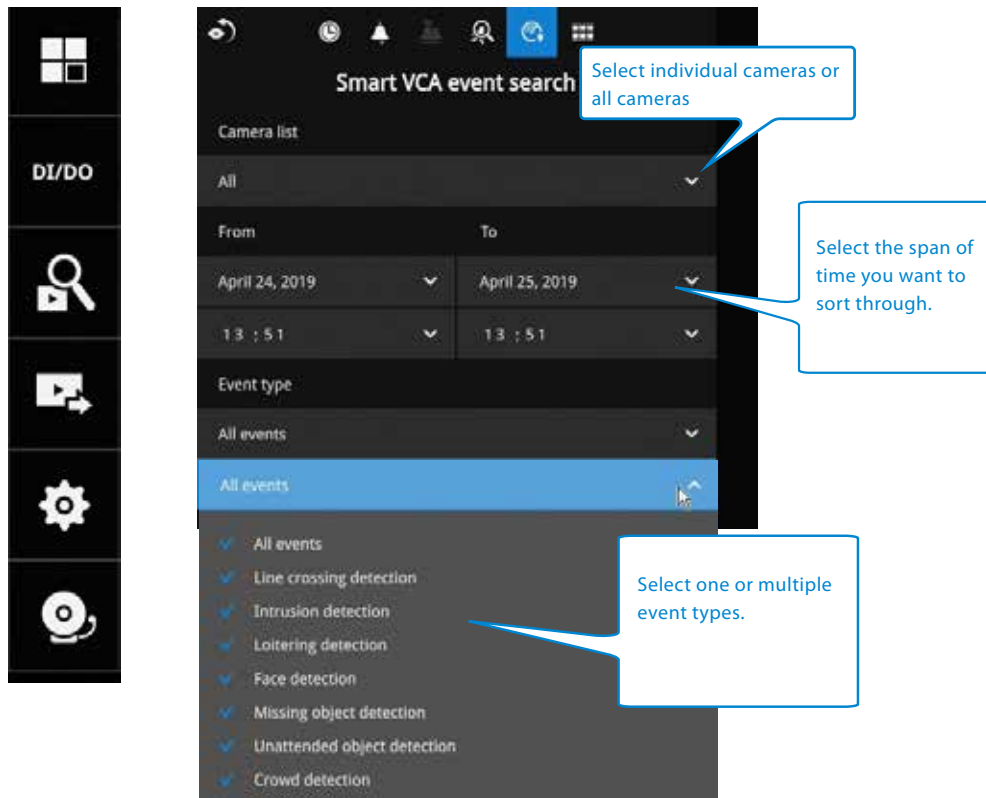 DI/DO
Smart VCA event search
Select individual cameras or
all cameras
Camera list
All
From To
April 24, 2019 April 25, 2019
13 : 51 13 : 51
Select the span of
time you want to
sort through.
Event type
All events
All events
All events
Line crossing detection
Intrusion detection
Loitering detection
Face detection
Missing object detection
Unattended object detection
Crowd detection
Select one or multiple
event types.